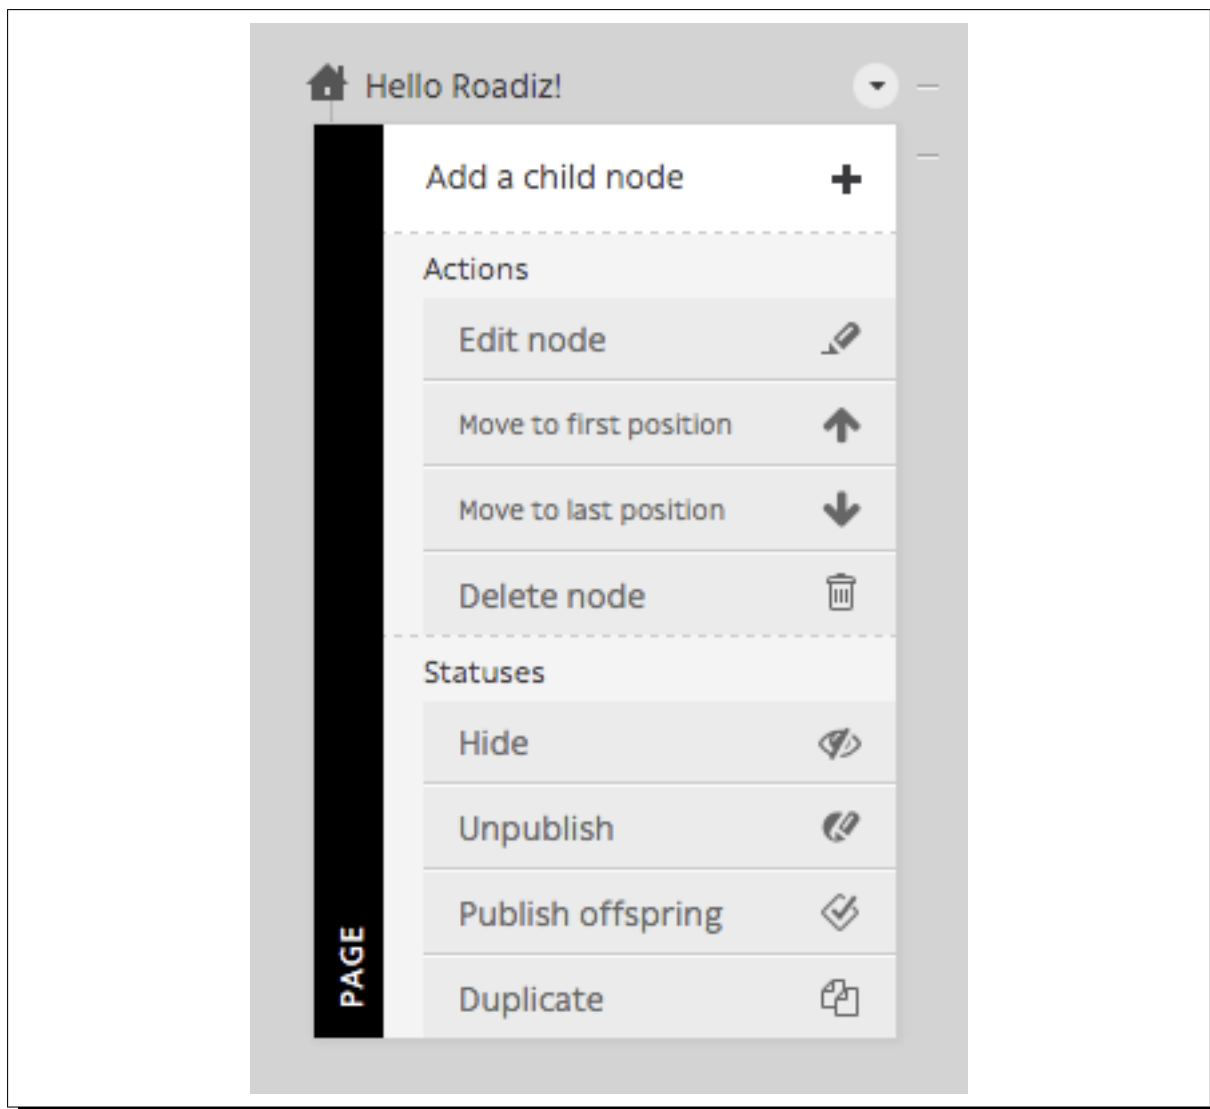 Hello Roadiz!
Add a child node
Actions
Edit node
Move to first position
Move to last position
Delete node
Statuses
Hide
Unpublish
Publish offspring
Duplicate
PAGE